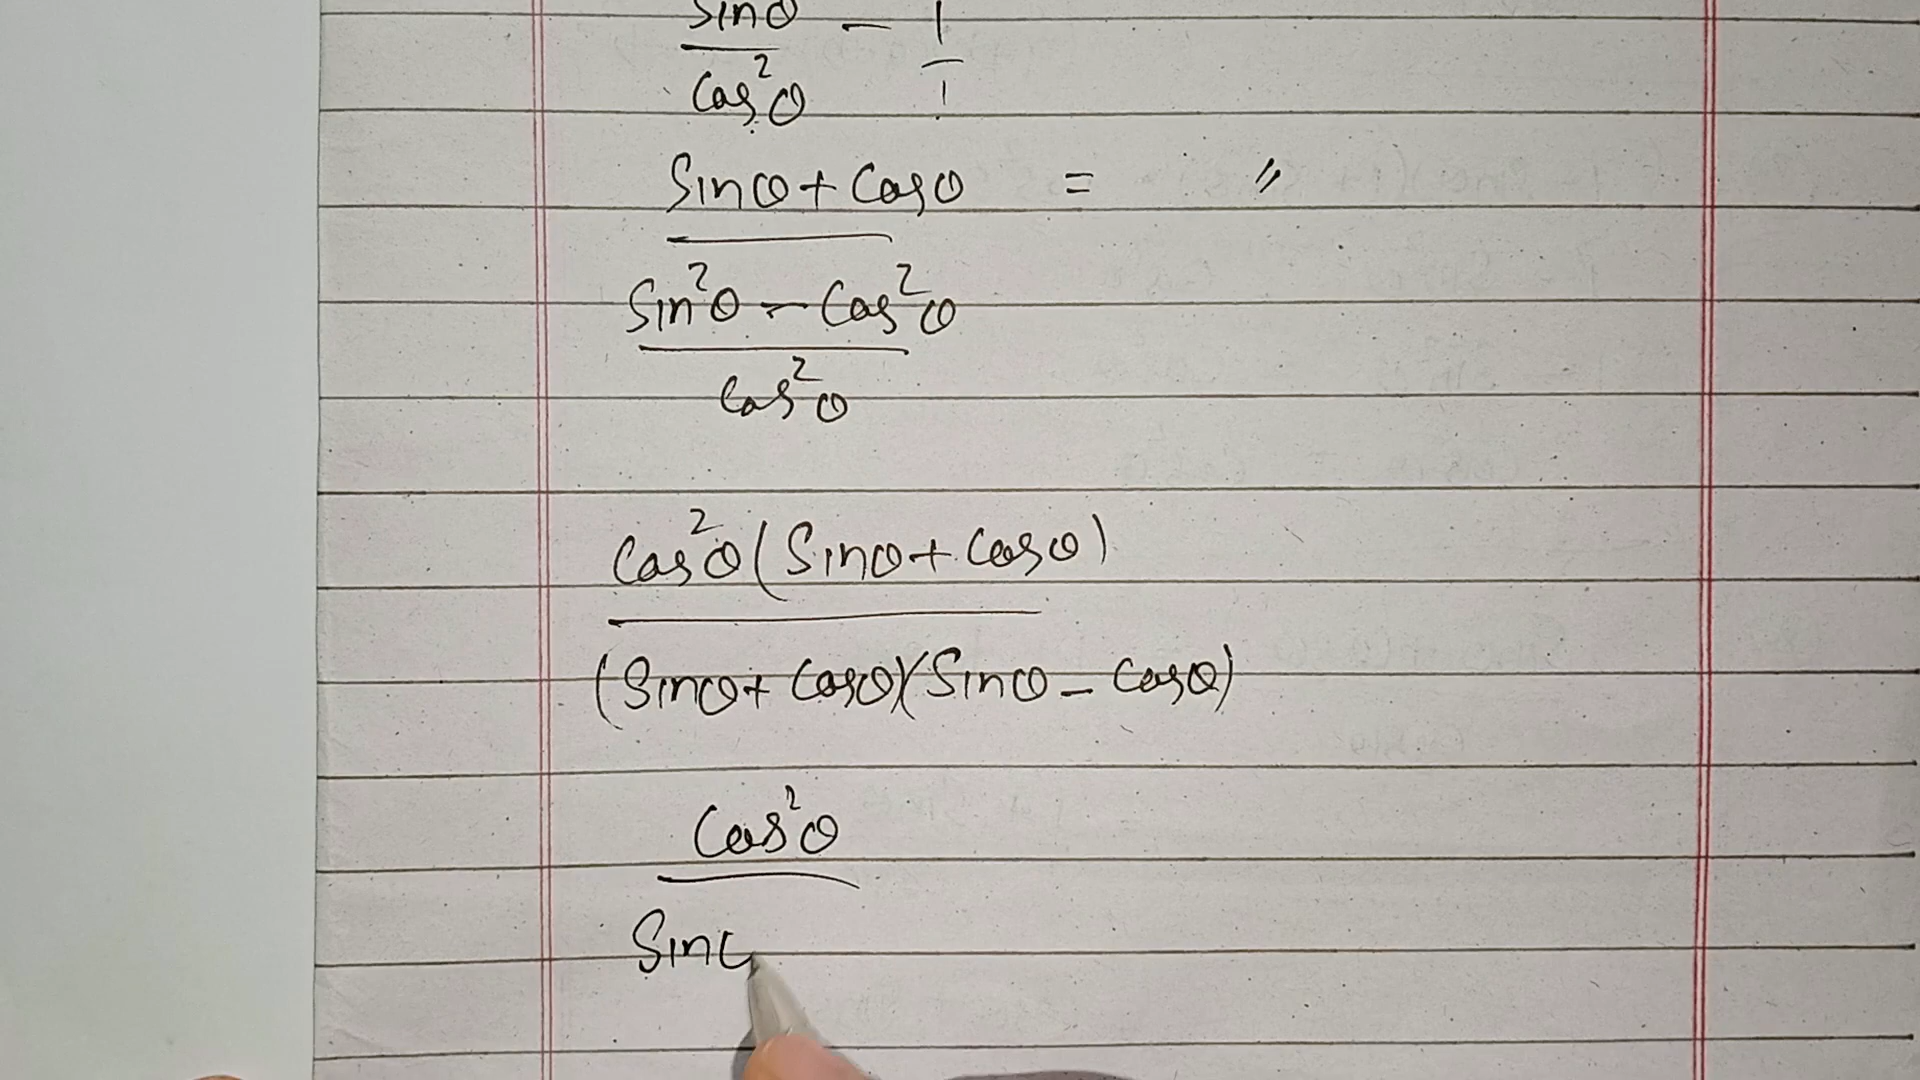 Sinθ − 1
Cos²θ 1
Sinθ + Cosθ = 〃
Sin²θ − Cos²θ
Cos²θ
Cos²θ(Sinθ + Cosθ)
(Sinθ + Cosθ)(Sinθ − Cosθ)
Cos²θ
Sin